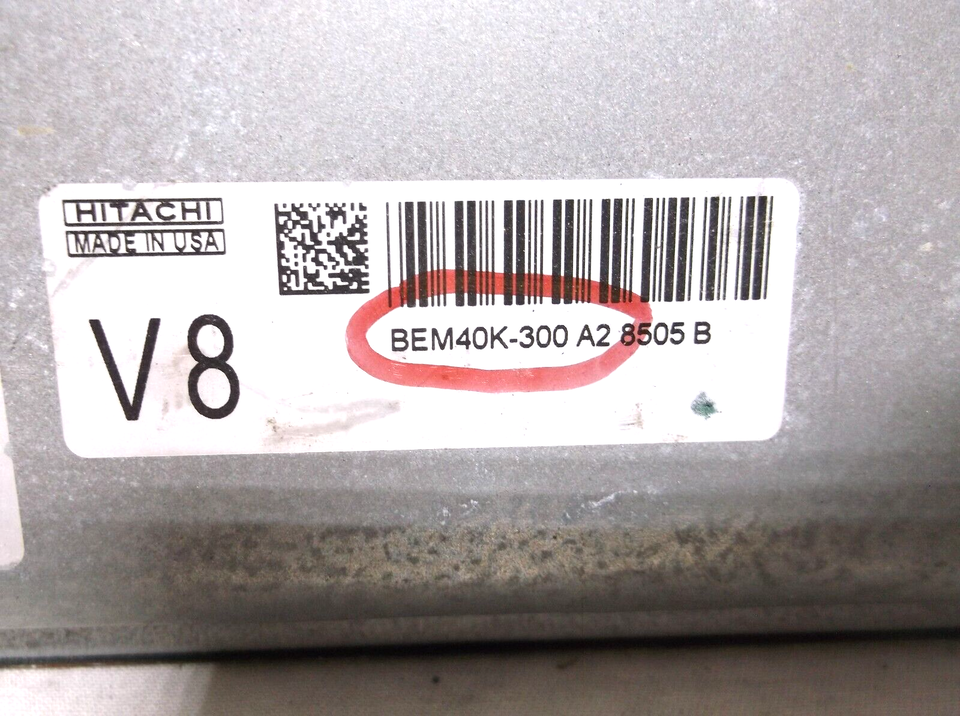 HITACHI
MADE IN USA
V8
BEM40K-300 A2 8505 B